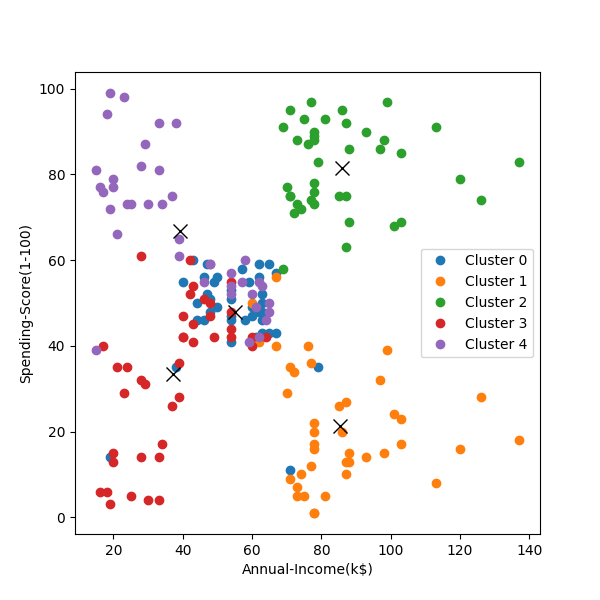 100
80
60
40
20
0
Spending-Score(1-100)
Cluster 0
Cluster 1
Cluster 2
Cluster 3
Cluster 4
20 40 60 80 100 120 140
Annual-Income(k$)